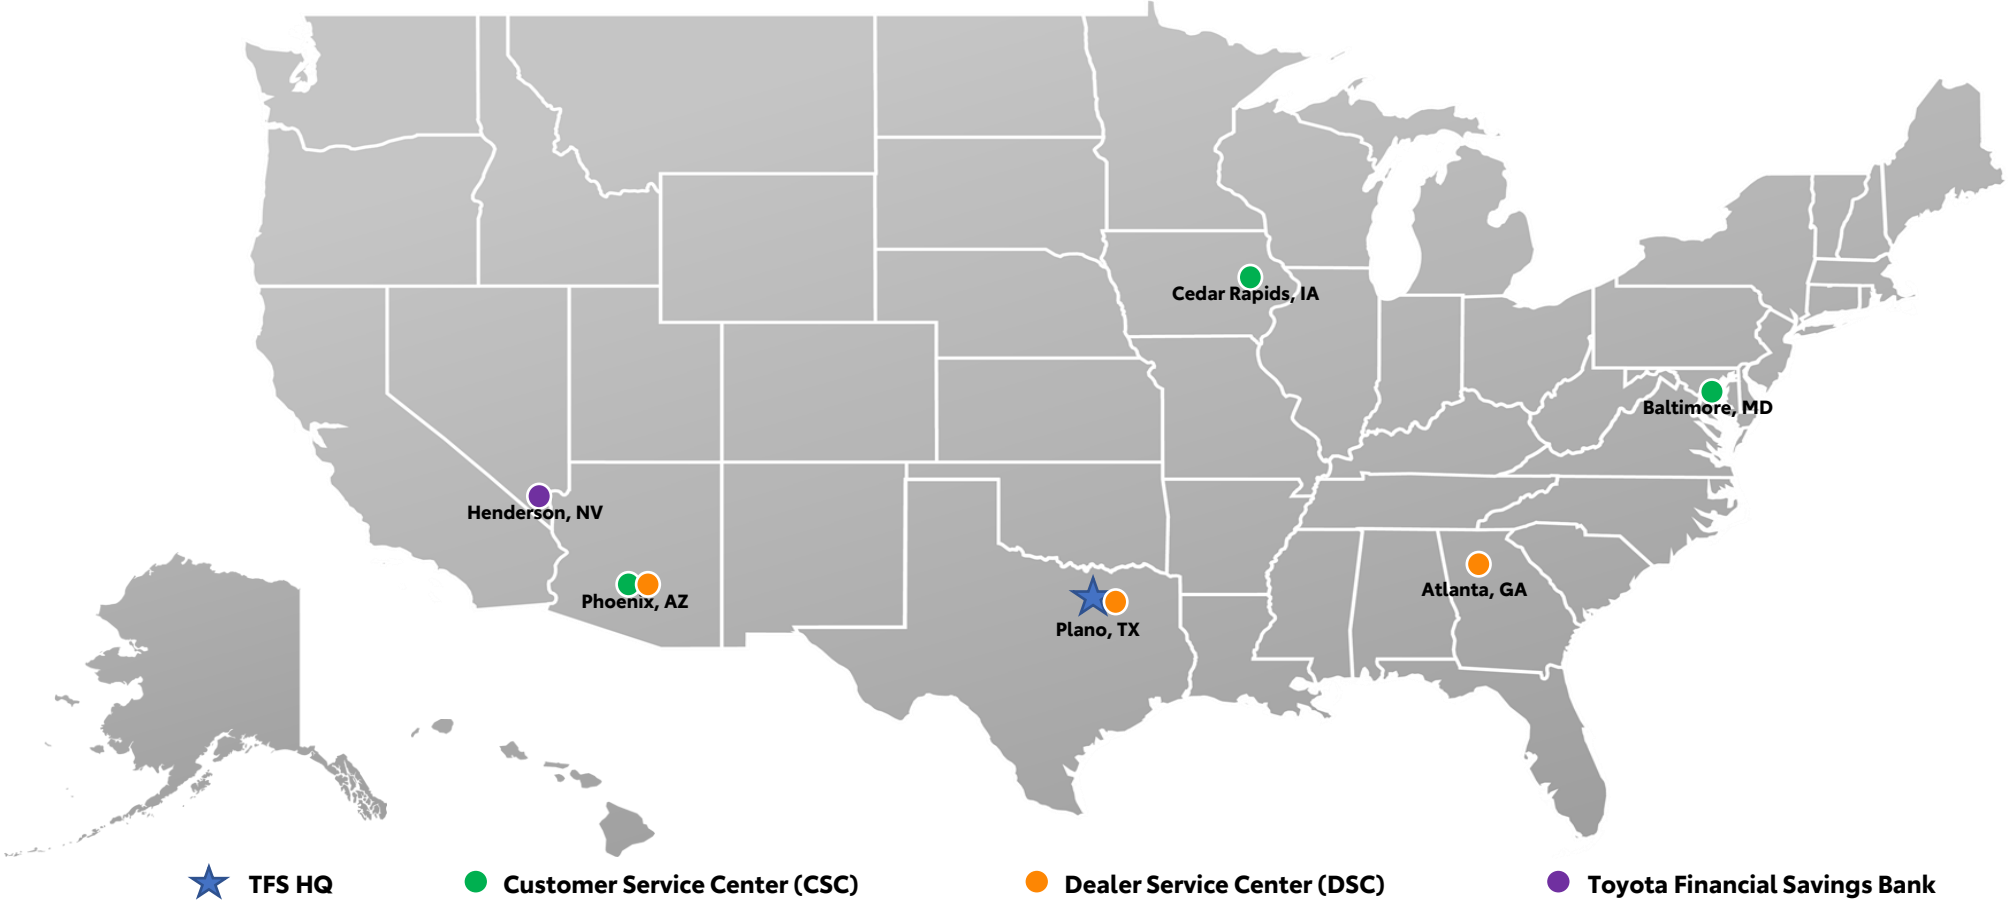 Cedar Rapids, IA
Baltimore, MD
Henderson, NV
Phoenix, AZ
Atlanta, GA
Plano, TX
TFS HQ
Customer Service Center (CSC)
Dealer Service Center (DSC)
Toyota Financial Savings Bank